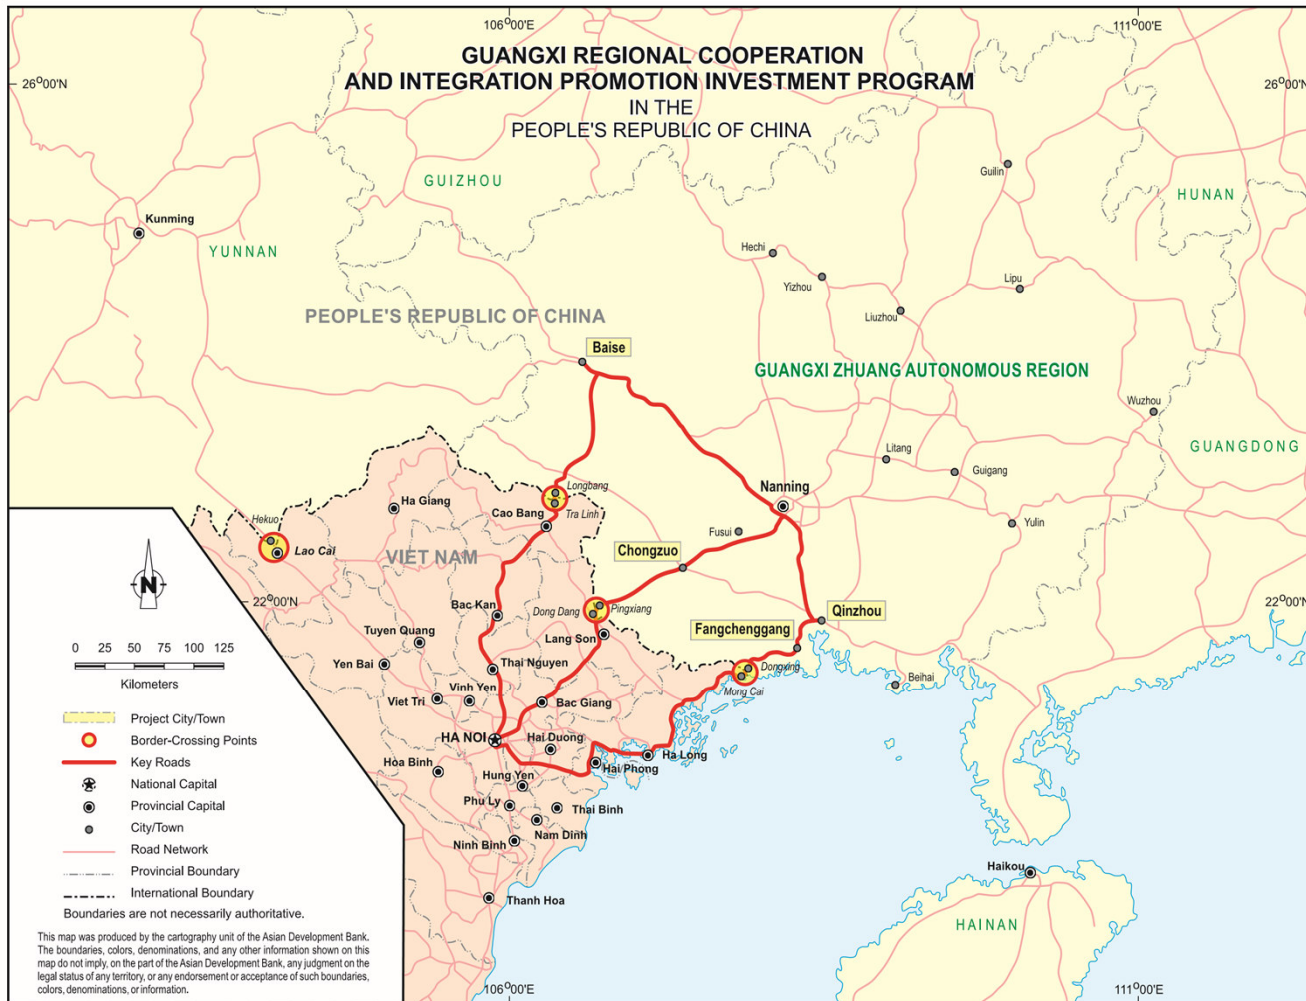 106°00'E
111°00'E
GUANGXI REGIONAL COOPERATION
AND INTEGRATION PROMOTION INVESTMENT PROGRAM
IN THE
PEOPLE'S REPUBLIC OF CHINA
26°00'N
26°00'N
Guilin
GUIZHOU
HUNAN
Kunming
YUNNAN
Hechi
Yizhou
Lipu
Liuzhou
PEOPLE'S REPUBLIC OF CHINA
Baise
GUANGXI ZHUANG AUTONOMOUS REGION
Wuzhou
GUANGDONG
Litang
Guigang
Longbang
Nanning
Ha Giang
Cao Bang
Tra Linh
Hekuo
Fusui
Yulin
Lao Cai
VIET NAM
Chongzuo
22°00'N
22°00'N
Bac Kan
Dong Dang
Pingxiang
Qinzhou
Fangchenggang
Tuyen Quang
Lang Son
Yen Bai
Thai Nguyen
Dongxing
Beihai
Vinh Yen
Mong Cai
Viet Tri
Bac Giang
HA NOI
Hai Duong
Ha Long
Hoa Binh
Hai Phong
Hung Yen
Phu Ly
Thai Binh
Nam Dinh
Ninh Binh
Haikou
Thanh Hoa
HAINAN
N
0 25 50 75 100 125
Kilometers
Project City/Town
Border-Crossing Points
Key Roads
National Capital
Provincial Capital
City/Town
Road Network
Provincial Boundary
International Boundary
Boundaries are not necessarily authoritative.
This map was produced by the cartography unit of the Asian Development Bank.
The boundaries, colors, denominations, and any other information shown on this
map do not imply, on the part of the Asian Development Bank, any judgment on the
legal status of any territory, or any endorsement or acceptance of such boundaries,
colors, denominations, or information.
106°00'E
111°00'E